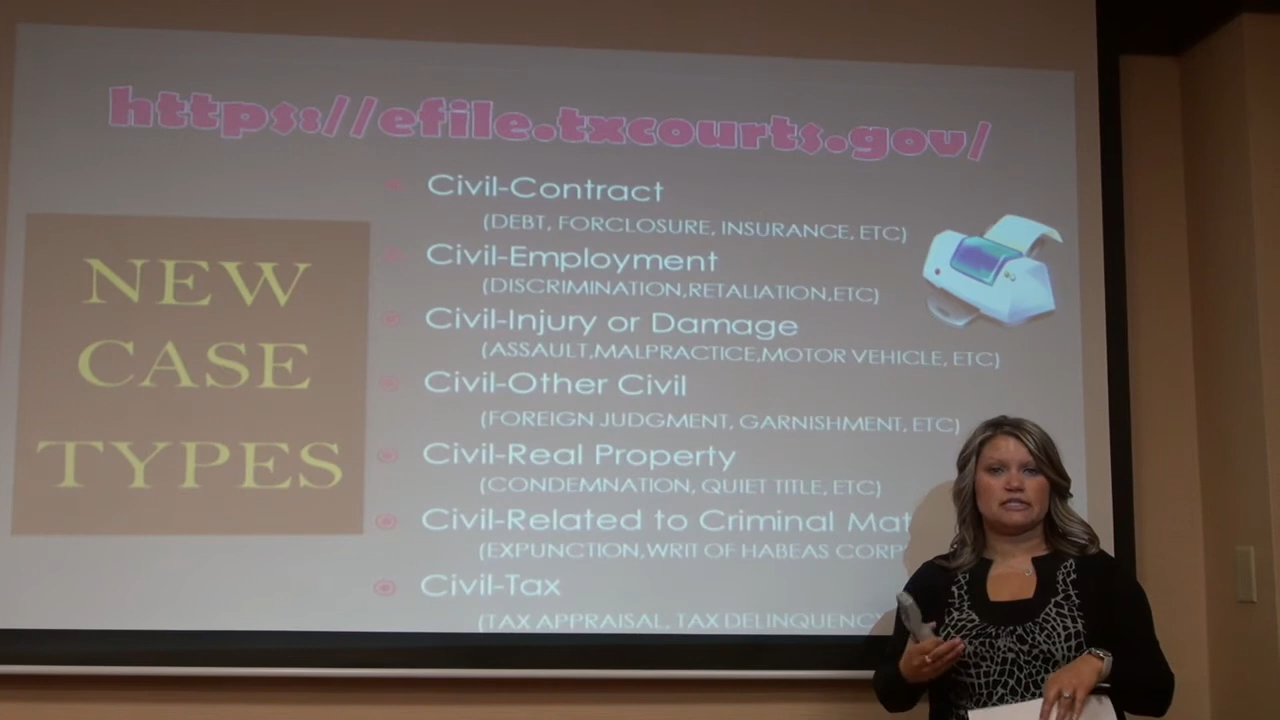 https://efile.txcourts.gov/
NEW
CASE
TYPES
Civil-Contract
(DEBT, FORCLOSURE, INSURANCE, ETC)
Civil-Employment
(DISCRIMINATION,RETALIATION,ETC)
Civil-Injury or Damage
(ASSAULT,MALPRACTICE,MOTOR VEHICLE, ETC)
Civil-Other Civil
(FOREIGN JUDGMENT, GARNISHMENT, ETC)
Civil-Real Property
(CONDEMNATION, QUIET TITLE, ETC)
Civil-Related to Criminal Mat
(EXPUNCTION,WRIT OF HABEAS CORP
Civil-Tax
(TAX APPRAISAL, TAX DELINQUENCY